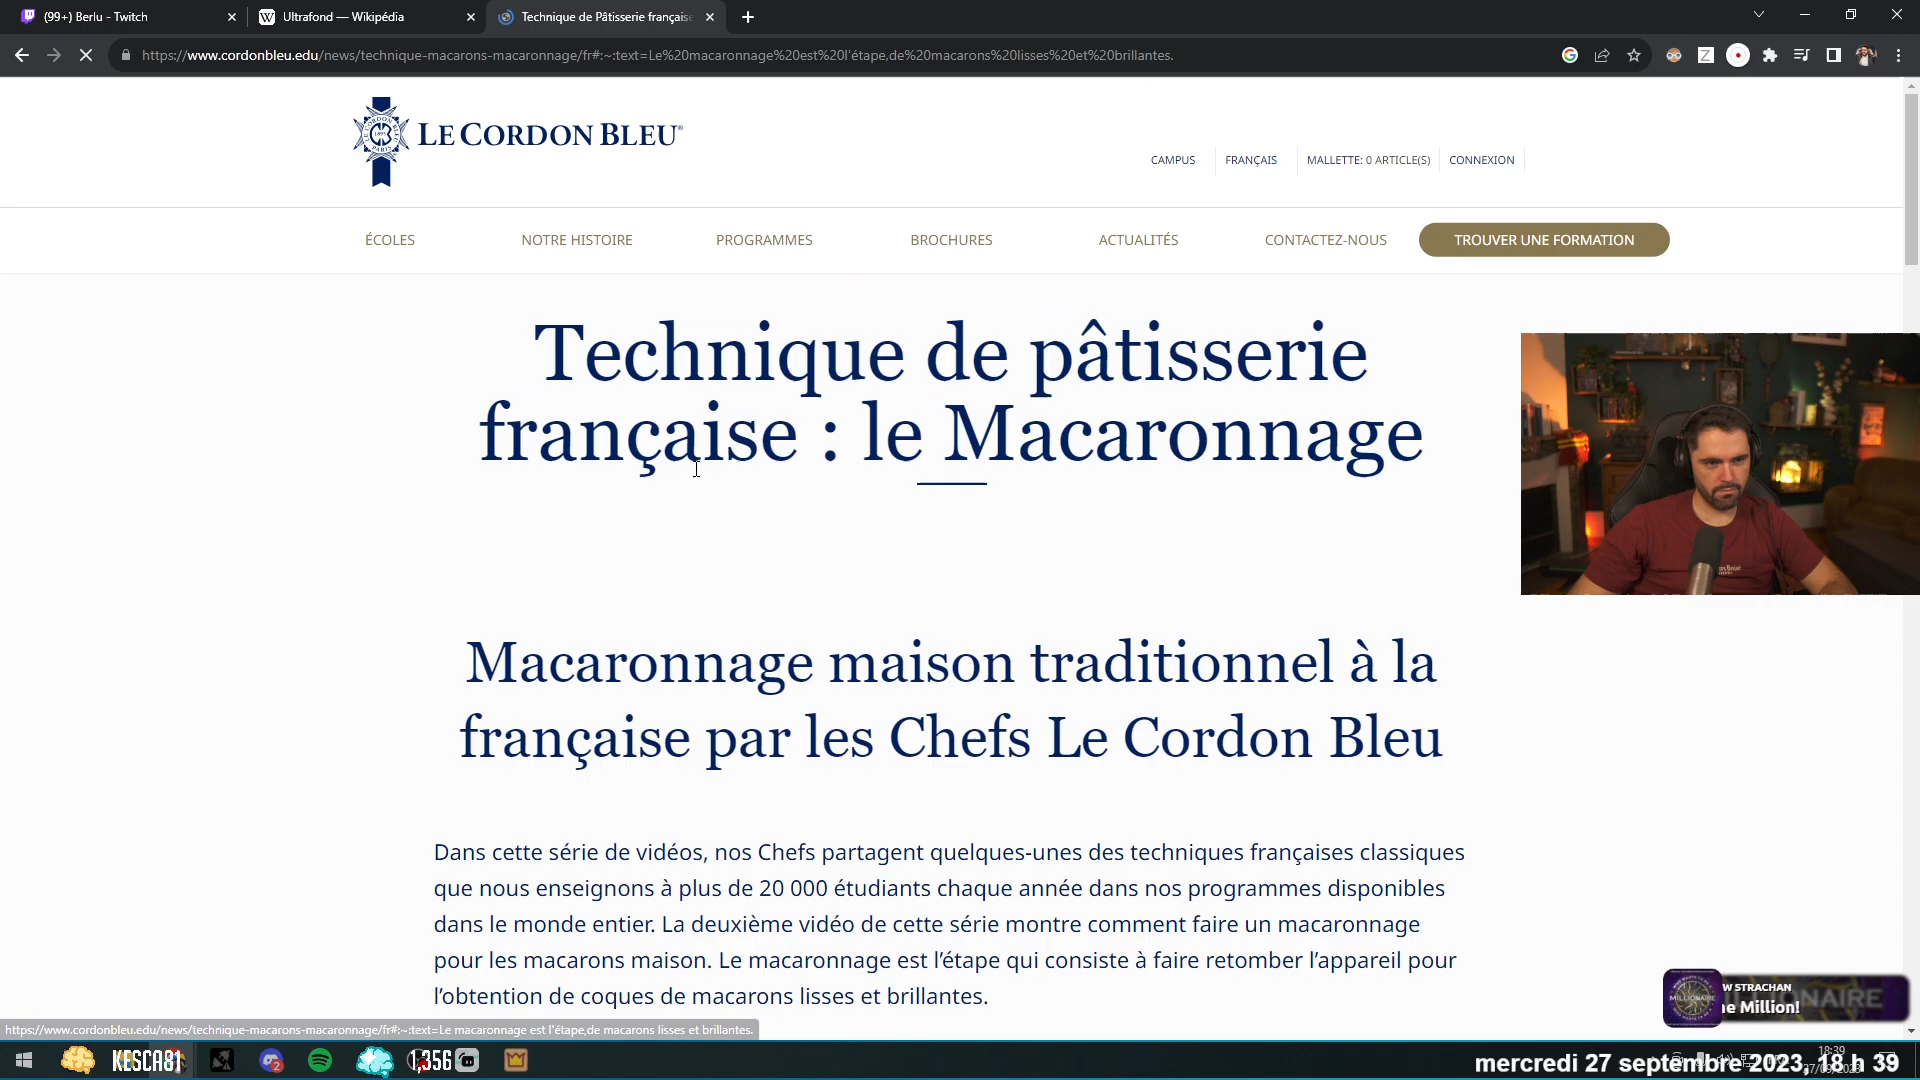 (99+) Berlu - Twitch
Ultrafond — Wikipédia
Technique de Pâtisserie française
https://www.cordonbleu.edu/news/technique-macarons-macaronnage/fr#:~:text=Le%20macaronnage%20est%20l'étape,de%20macarons%20lisses%20et%20brillantes.
LE CORDON BLEU
CAMPUS
FRANÇAIS
MALLETTE: 0 ARTICLE(S)
CONNEXION
ÉCOLES
NOTRE HISTOIRE
PROGRAMMES
BROCHURES
ACTUALITÉS
CONTACTEZ-NOUS
TROUVER UNE FORMATION
Technique de pâtisserie
française : le Macaronnage
Macaronnage maison traditionnel à la
française par les Chefs Le Cordon Bleu
Dans cette série de vidéos, nos Chefs partagent quelques-unes des techniques françaises classiques
que nous enseignons à plus de 20 000 étudiants chaque année dans nos programmes disponibles
dans le monde entier. La deuxième vidéo de cette série montre comment faire un macaronnage
pour les macarons maison. Le macaronnage est l'étape qui consiste à faire retomber l'appareil pour
l'obtention de coques de macarons lisses et brillantes.
W STRACHAN
ne Million!
https://www.cordonbleu.edu/news/technique-macarons-macaronnage/fr#:~:text=Le macaronnage est l'étape,de macarons lisses et brillantes.
KESCA81
1,356
18:39
mercredi 27 septembre 2023, 18 h 39